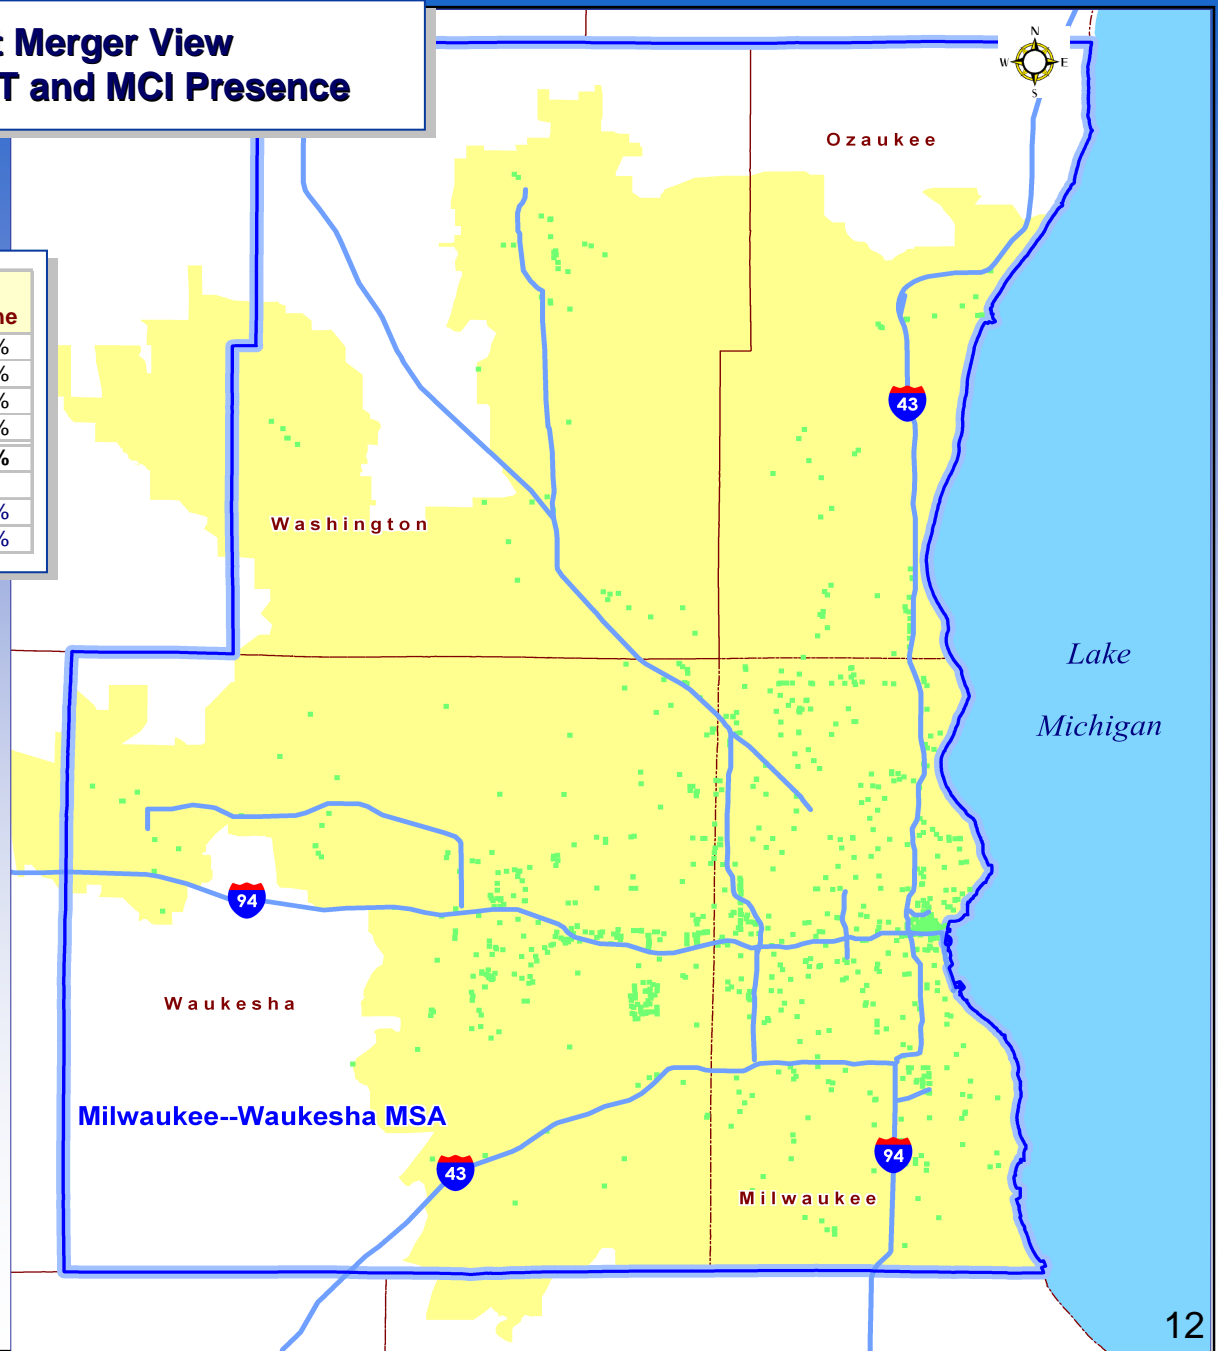 : Merger View
T and MCI Presence
N
W E
S
Ozaukee
ne
%
%
%
%
%
%
%
43
Washington
Lake
Michigan
94
Waukesha
Milwaukee--Waukesha MSA
43
94
Milwaukee
12